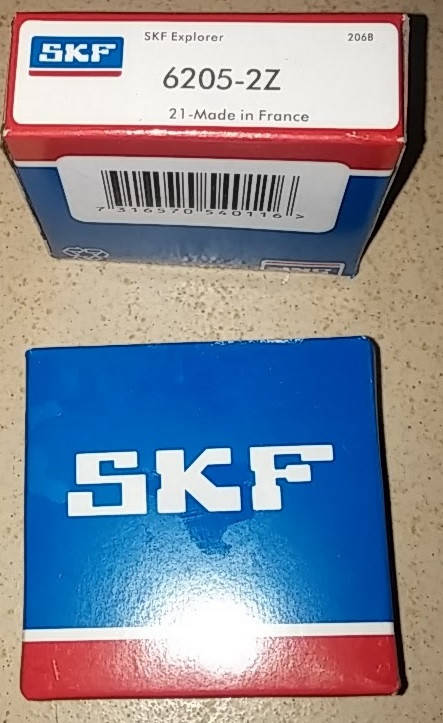 SKF
SKF Explorer
206B
6205-2Z
21-Made in France
7 316570 540116 >
SKF